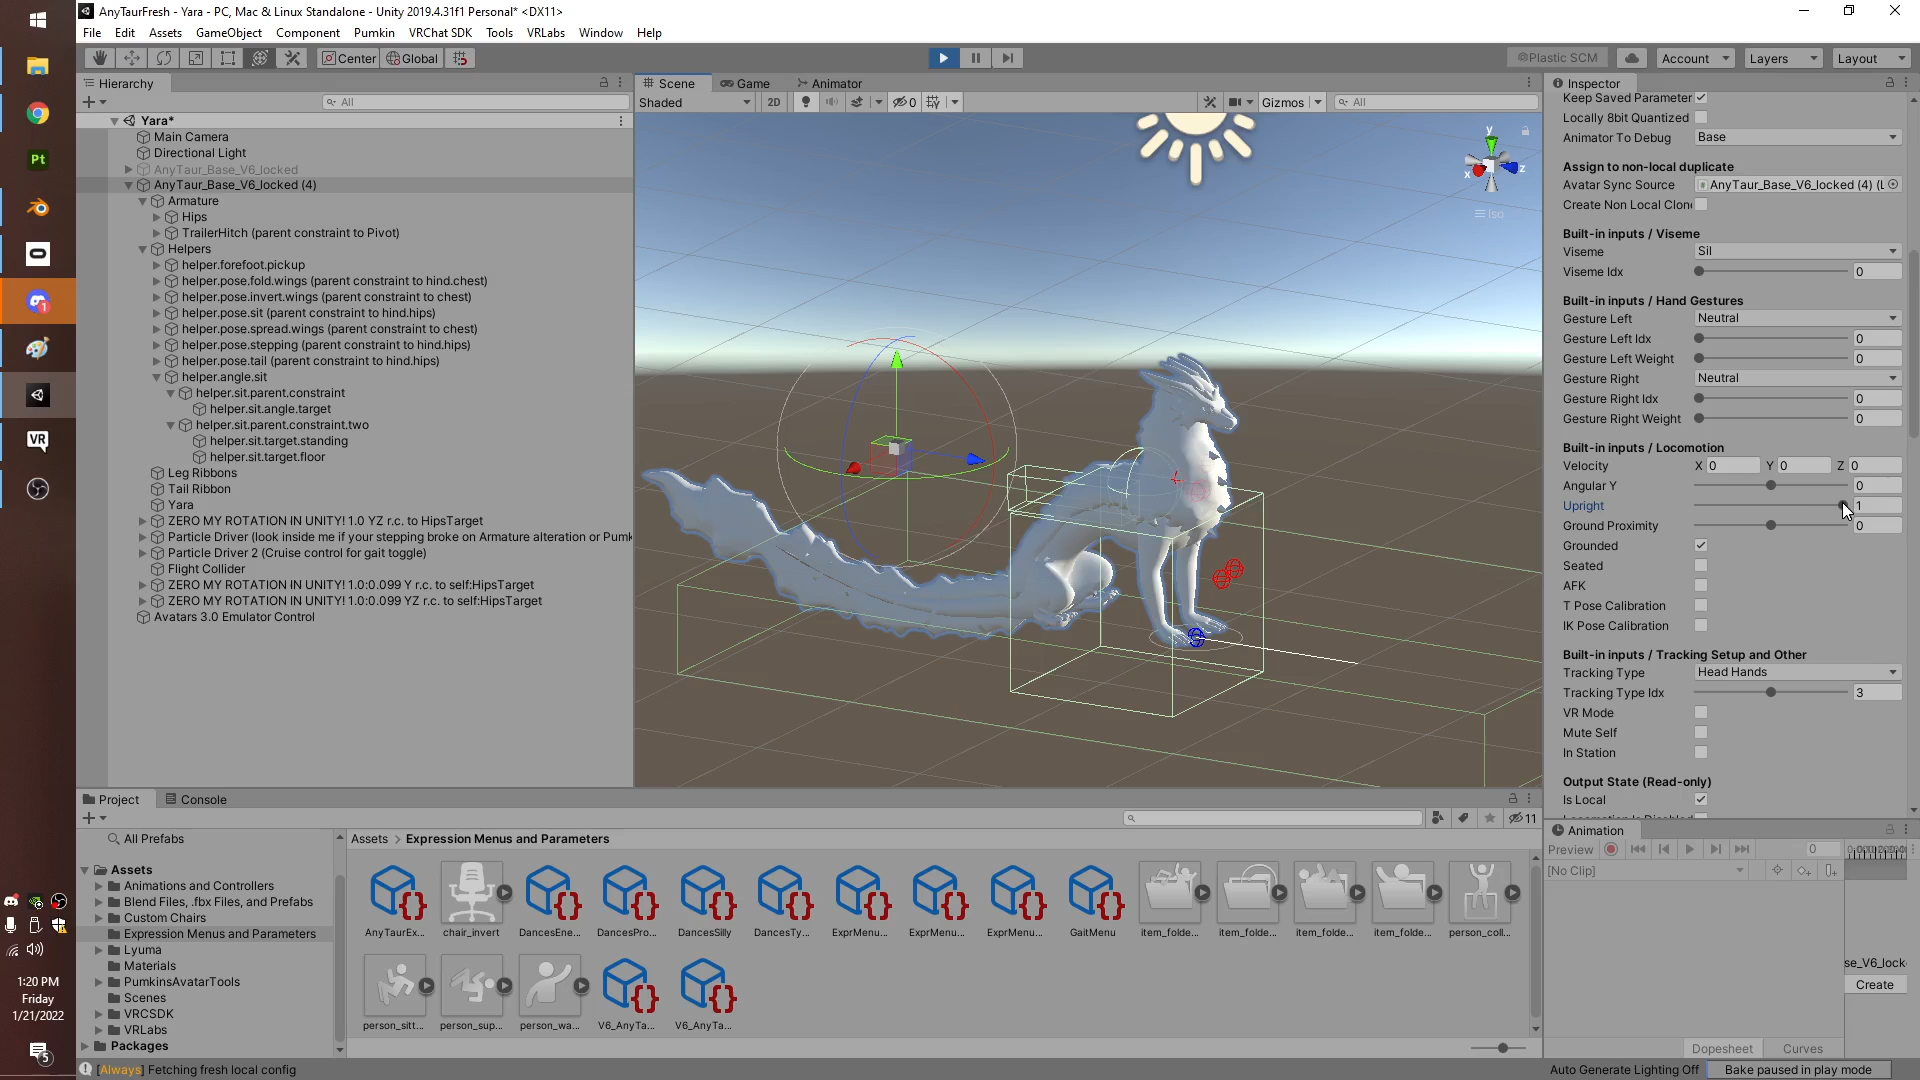 AnyTaurFresh - Yara - PC, Mac & Linux Standalone - Unity 2019.4.31f1 Personal* <DX11>
File Edit Assets GameObject Component Pumkin VRChat SDK Tools VRLabs Window Help
Center Global Plastic SCM Account Layers Layout
Hierarchy
All
Yara*
Main Camera
Directional Light
AnyTaur_Base_V6_locked
AnyTaur_Base_V6_locked (4)
Armature
Hips
TrailerHitch (parent constraint to Pivot)
Helpers
helper.forefoot.pickup
helper.pose.fold.wings (parent constraint to hind.chest)
helper.pose.invert.wings (parent constraint to chest)
helper.pose.sit (parent constraint to hind.hips)
helper.pose.spread.wings (parent constraint to chest)
helper.pose.stepping (parent constraint to hind.hips)
helper.pose.tail (parent constraint to hind.hips)
helper.angle.sit
helper.sit.parent.constraint
helper.sit.angle.target
helper.sit.parent.constraint.two
helper.sit.target.standing
helper.sit.target.floor
Leg Ribbons
Tail Ribbon
Yara
ZERO MY ROTATION IN UNITY! 1.0 YZ r.c. to HipsTarget
Particle Driver (look inside me if your stepping broke on Armature alteration or Pumk
Particle Driver 2 (Cruise control for gait toggle)
Flight Collider
ZERO MY ROTATION IN UNITY! 1.0:0.099 Y r.c. to self:HipsTarget
ZERO MY ROTATION IN UNITY! 1.0:0.099 YZ r.c. to self:HipsTarget
Avatars 3.0 Emulator Control
Scene Game Animator
Shaded 2D 0 Gizmos All
y
x z
Iso
Inspector
Keep Saved Parameter
Locally 8bit Quantized
Animator To Debug Base
Assign to non-local duplicate
Avatar Sync Source AnyTaur_Base_V6_locked (4) (L
Create Non Local Clon
Built-in inputs / Viseme
Viseme Sil
Viseme Idx 0
Built-in inputs / Hand Gestures
Gesture Left Neutral
Gesture Left Idx 0
Gesture Left Weight 0
Gesture Right Neutral
Gesture Right Idx 0
Gesture Right Weight 0
Built-in inputs / Locomotion
Velocity X 0 Y 0 Z 0
Angular Y 0
Upright 1
Ground Proximity 0
Grounded
Seated
AFK
T Pose Calibration
IK Pose Calibration
Built-in inputs / Tracking Setup and Other
Tracking Type Head Hands
Tracking Type Idx 3
VR Mode
Mute Self
In Station
Output State (Read-only)
Is Local
Project Console
11
All Prefabs
Assets
Animations and Controllers
Blend Files, .fbx Files, and Prefabs
Custom Chairs
Expression Menus and Parameters
Lyuma
Materials
PumkinsAvatarTools
Scenes
VRCSDK
VRLabs
Packages
Assets > Expression Menus and Parameters
AnyTaurEx... chair_invert DancesEne... DancesPro... DancesSilly DancesTy... ExprMenu... ExprMenu... ExprMenu... GaitMenu item_folde... item_folde... item_folde... item_folde... person_coll...
person_sitt... person_sup... person_wa... V6_AnyTa... V6_AnyTa...
Animation
Preview 0
[No Clip]
se_V6_lock
Create
Dopesheet Curves
[Always] Fetching fresh local config
Auto Generate Lighting Off Bake paused in play mode
Pt
1
VR
1:20 PM
Friday
1/21/2022
5